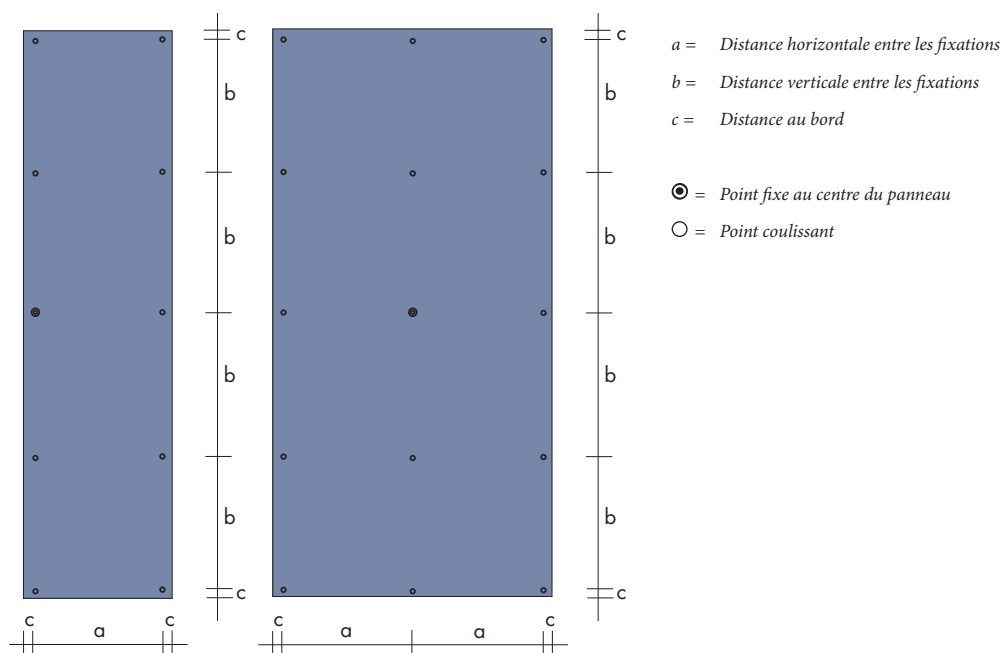 c
b
b
b
b
c
c
a
c
c
b
b
b
b
c
c
a
a
c
a = Distance horizontale entre les fixations
b = Distance verticale entre les fixations
c = Distance au bord
= Point fixe au centre du panneau
= Point coulissant